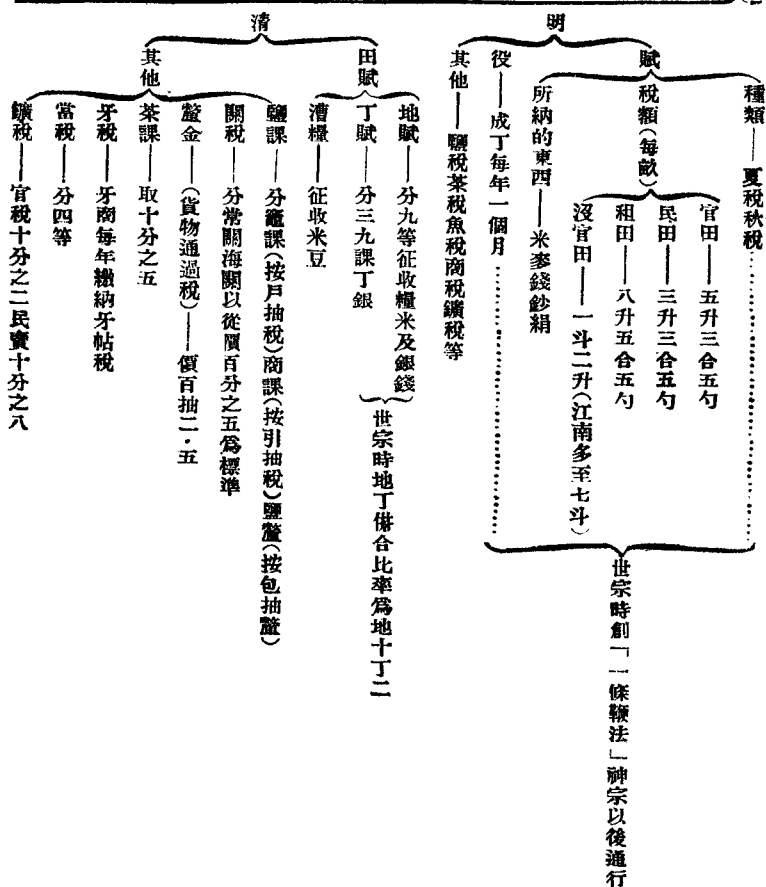 明
賦
種類——夏稅秋稅
稅額（每畝）
官田——五升三合五勺
民田——三升三合五勺
租田——八升五合五勺
沒官田——一斗二升（江南多至七斗）
所納的東西——米麥錢鈔絹
役——成丁每年一個月
其他——鹽稅茶稅魚稅商稅鑛稅等
世宗時創「一條鞭法」神宗以後通行
清
田賦
地賦——分九等征收糧米及銀錢
丁賦——分三九課丁銀
漕糧——征收米豆
世宗時地丁倂合比率爲地十丁二
其他
鹽課——分竈課（按戶抽稅）商課（按引抽稅）鹽釐（按包抽釐）
關稅——分常關海關以從價百分之五爲標準
釐金——（貨物通過稅）——價百抽二·五
茶課——取十分之五
牙稅——牙商每年繳納牙帖稅
當稅——分四等
鑛稅——官稅十分之二民賣十分之八